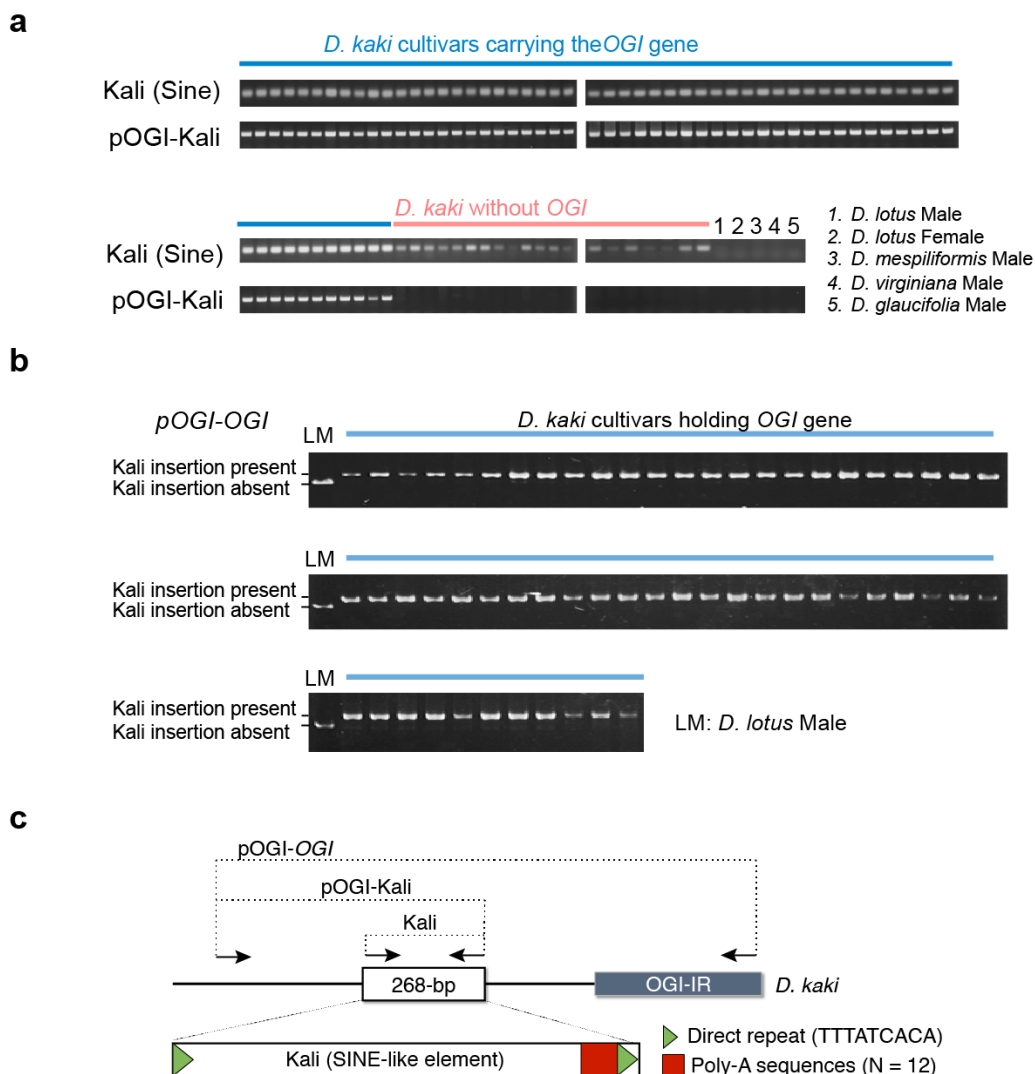 a
D. kaki cultivars carrying theOGI gene
Kali (Sine)
pOGI-Kali
D. kaki without OGI
1 2 3 4 5
Kali (Sine)
pOGI-Kali
1. D. lotus Male
2. D. lotus Female
3. D. mespiliformis Male
4. D. virginiana Male
5. D. glaucifolia Male
b
pOGI-OGI
D. kaki cultivars holding OGI gene
LM
Kali insertion present
Kali insertion absent
LM
Kali insertion present
Kali insertion absent
LM
Kali insertion present
Kali insertion absent
LM: D. lotus Male
c
pOGI-OGI
pOGI-Kali
Kali
268-bp
OGI-IR
D. kaki
Kali (SINE-like element)
Direct repeat (TTTATCACA)
Poly-A sequences (N = 12)